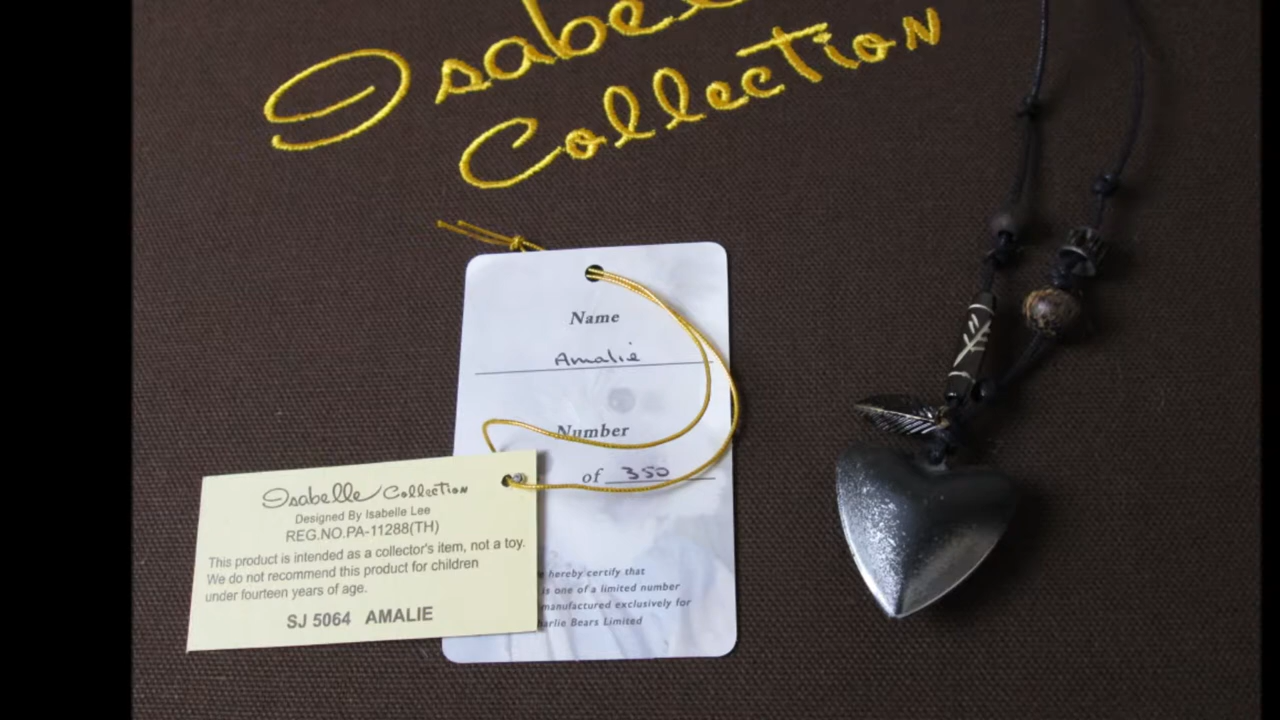 Isabel
Collection
Name
Amalie
Number
of 350
hereby certify that
is one of a limited number
manufactured exclusively for
Bears Limited
Isabelle Collection
Designed By Isabelle Lee
REG.NO.PA-11288(TH)
This product is intended as a collector's item, not a toy.
We do not recommend this product for children
under fourteen years of age.
SJ 5064 AMALIE